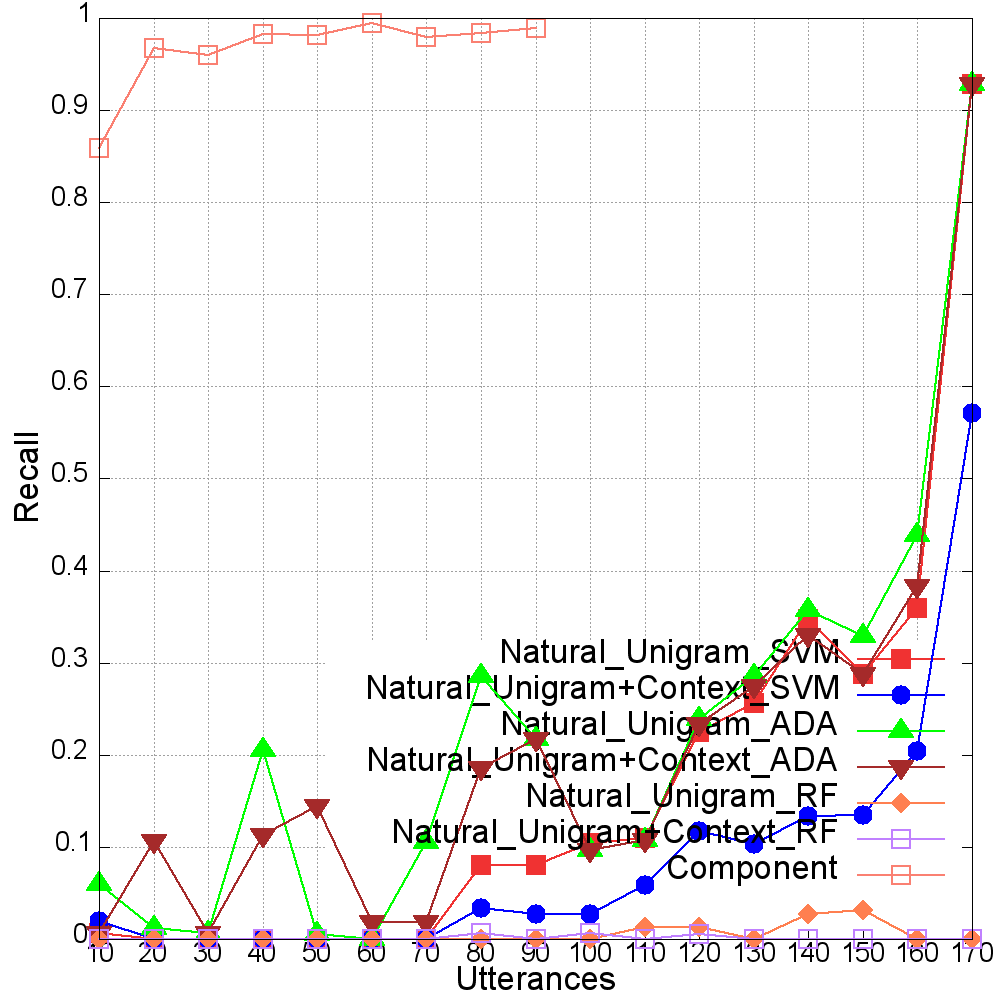 1
0.9
0.8
0.7
0.6
0.5
0.4
0.3
0.2
0.1
0
Recall
Natural_Unigram_SVM
Natural_Unigram+Context_SVM
Natural_Unigram_ADA
Natural_Unigram+Context_ADA
Natural_Unigram_RF
Natural_Unigram+Context_RF
Component
10 20 30 40 50 60 70 80 90 100 110 120 130 140 150 160 170
Utterances